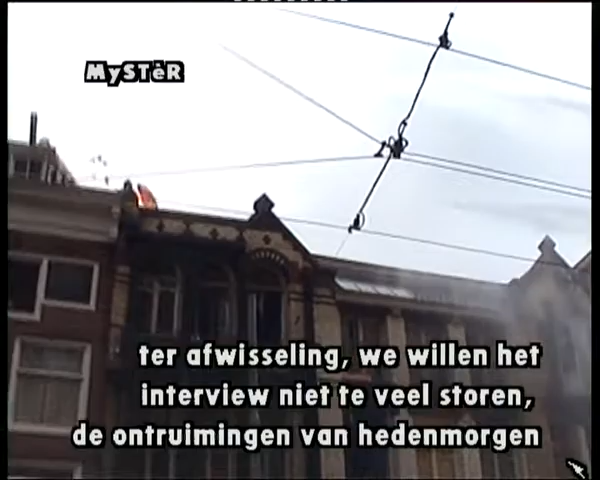 MySTèR
ter afwisseling, we willen het
interview niet te veel storen,
de ontruimingen van hedenmorgen